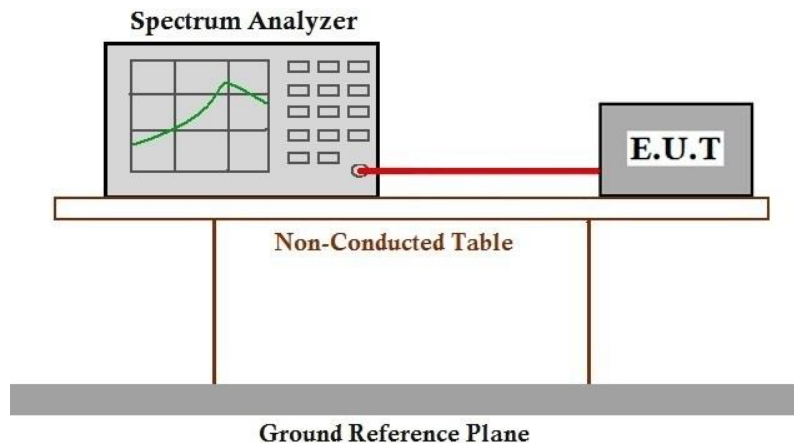 Spectrum Analyzer
E.U.T
Non-Conducted Table
Ground Reference Plane